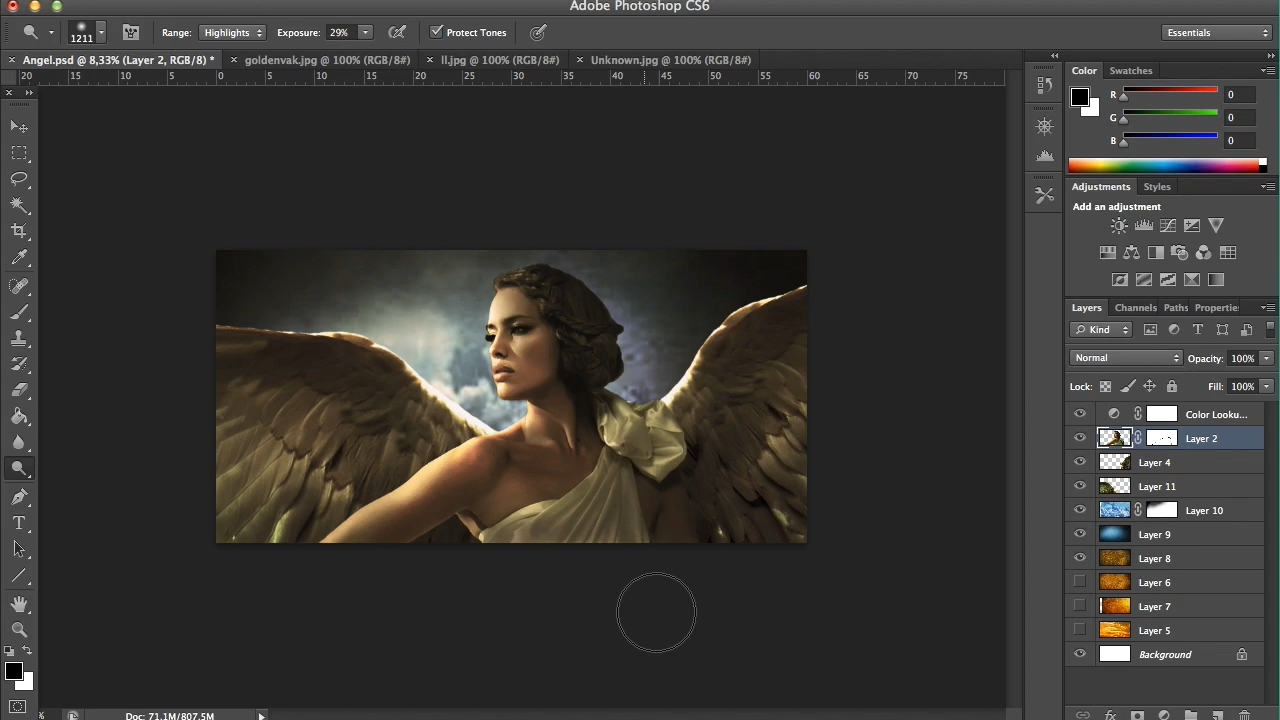 Adobe Photoshop CS6
1211 Range: Highlights Exposure: 29% Protect Tones Essentials
Angel.psd @ 8,33% (Layer 2, RGB/8) * goldenvak.jpg @ 100% (RGB/8#) Unknown.jpg @ 100% (RGB/8#)
20 15 10 5 0 5 10 15 20 25 30 35 40 45 50 55 60 65 70 75
Color Swatches
R 0
G 0
B 0
Adjustments Styles
Add an adjustment
Layers Channels Paths Properties
Kind
Normal Opacity: 100%
Lock: Fill: 100%
Color Looku...
Layer 2
Layer 4
Layer 11
Layer 10
Layer 9
Layer 8
Layer 6
Layer 7
Layer 5
Background
% Doc: 71,1M/807,5M